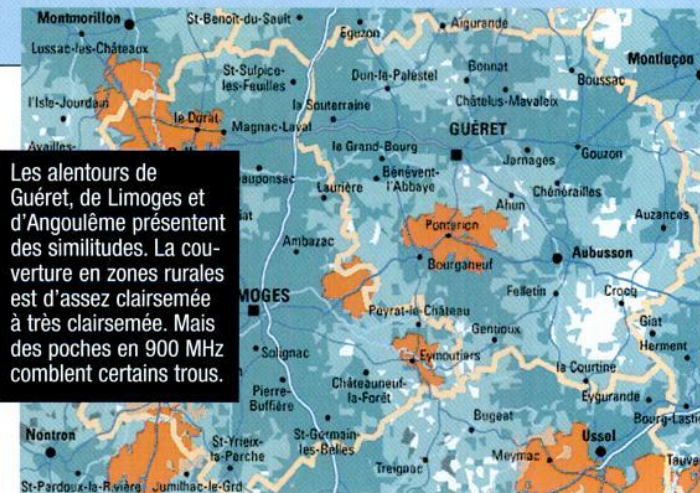 Montmorillon
St-Benoit-du-Sault
Eguzon
Aigurande
Lussac-les-Châteaux
Montluçon
St-Sulpice-
les-Feuilles
Dun-le-Palestel
Bonnat
Boussac
l'Isle-Jourdain
la Souterraine
Châtelus-Malvaleix
le Dorat
Magnac-Laval
GUÉRET
Availles-
le Grand-Bourg
Jarnages
Gouzon
Les alentours de
Guéret, de Limoges et
d'Angoulême présentent
des similitudes. La cou-
verture en zones rurales
est d'assez clairsemée
à très clairsemée. Mais
des poches en 900 MHz
comblent certains trous.
Laurière
Bénévent-
l'Abbaye
Chénérailles
Ahun
Auzances
Ambazac
Pontarion
Bourganeuf
Aubusson
MOGES
Felletin
Crocq
Peyrat-le-Château
Giat
Gentioux
Herment
Solignac
Eymoutiers
la Courtine
Pierre-
Buffière
Châteauneuf-
la-Forêt
Eygurande
Bugeat
Bourg-Lastic
Nontron
St-Yrieix-
la-Perche
St-Germain-
les-Belles
Ussel
Meymac
Treignac
Tauve
St-Pardoux-la-Rivière
Jumilhac-le-Grd